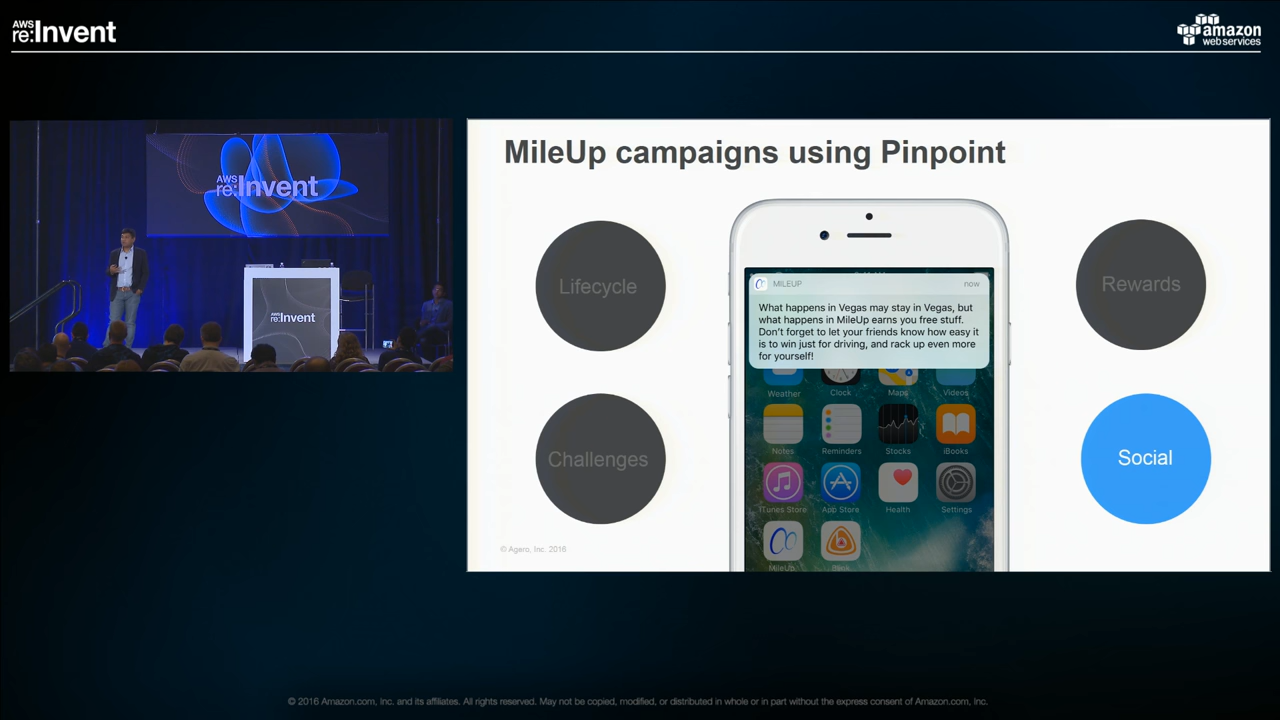 AWS
re:Invent
amazon
web services
AWS
re:Invent
AWS
re:Invent
MileUp campaigns using Pinpoint
Lifecycle
Rewards
MILEUP
now
What happens in Vegas may stay in Vegas, but
what happens in MileUp earns you free stuff.
Don't forget to let your friends know how easy it
is to win just for driving, and rack up even more
for yourself!
Weather
Clock
Maps
Videos
Notes
Reminders
Stocks
iBooks
Challenges
Social
iTunes Store
App Store
Health
Settings
MileUp
© Agero, Inc. 2016
© 2016 Amazon.com, Inc. and its affiliates. All rights reserved. May not be copied, modified, or distributed in whole or in part without the express consent of Amazon.com, Inc.